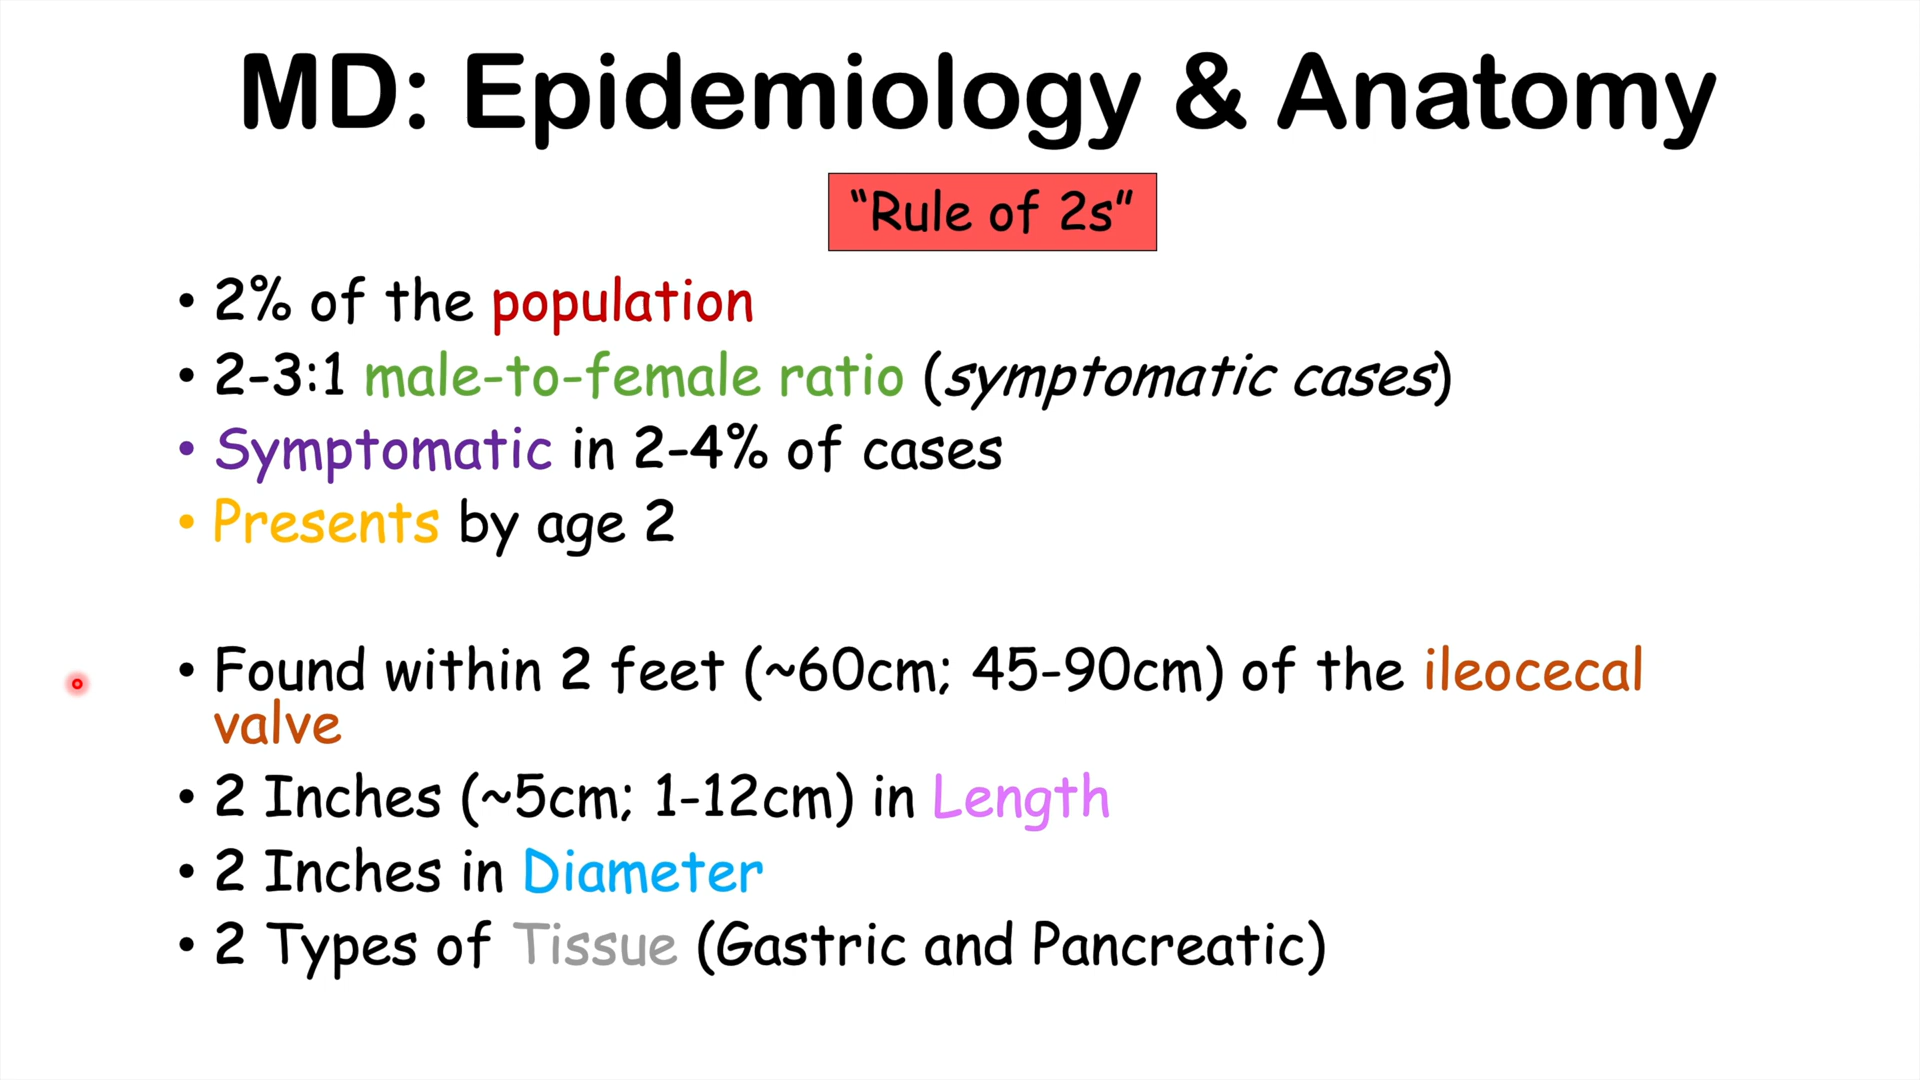 MD: Epidemiology & Anatomy
“Rule of 2s”
• 2% of the population
• 2-3:1 male-to-female ratio (symptomatic cases)
• Symptomatic in 2-4% of cases
• Presents by age 2
• Found within 2 feet (~60cm; 45-90cm) of the ileocecal
valve
• 2 Inches (~5cm; 1-12cm) in Length
• 2 Inches in Diameter
• 2 Types of Tissue (Gastric and Pancreatic)